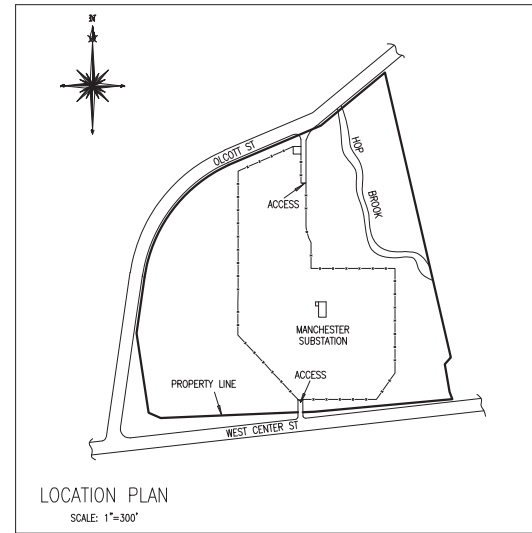 N
OLCOTT ST
HOP
BROOK
ACCESS
MANCHESTER
SUBSTATION
ACCESS
PROPERTY LINE
WEST CENTER ST
LOCATION PLAN
SCALE: 1"=300'